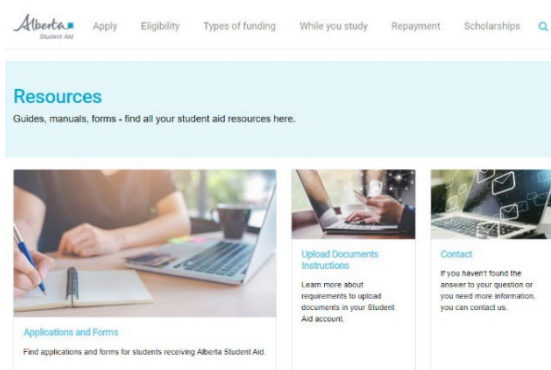 Alberta
Student Aid
Apply
Eligibility
Types of funding
While you study
Repayment
Scholarships
Resources
Guides, manuals, forms - find all your student aid resources here.
Applications and Forms
Find applications and forms for students receiving Alberta Student Aid.
Upload Documents
Instructions
Learn more about
requirements to upload
documents in your Student
Aid account.
Contact
If you haven't found the
answer to your question or
you need more information,
you can contact us.